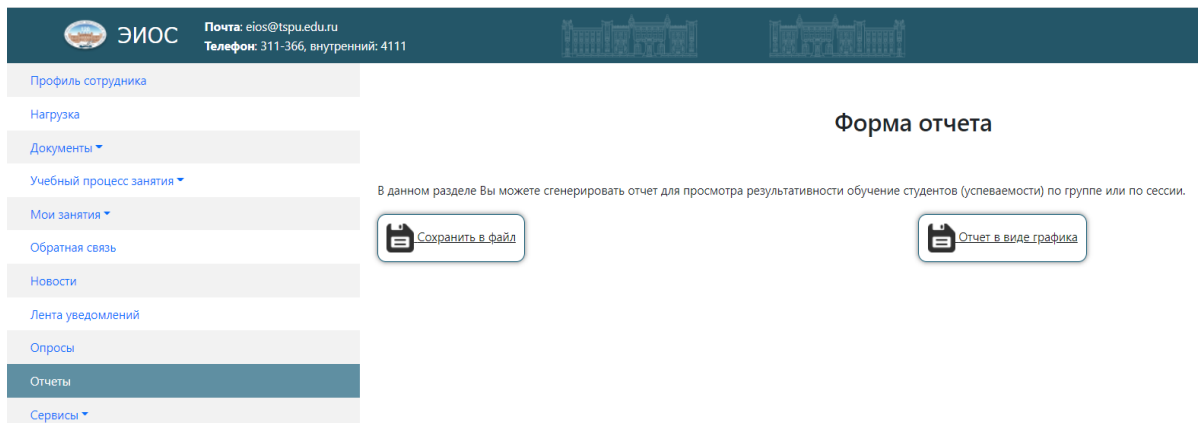 ЭИОС
Почта: eios@tspu.edu.ru
Телефон: 311-366, внутренний: 4111
Профиль сотрудника
Нагрузка
Документы
Учебный процесс занятия
Мои занятия
Обратная связь
Новости
Лента уведомлений
Опросы
Отчеты
Сервисы
Форма отчета
В данном разделе Вы можете сгенерировать отчет для просмотра результативности обучение студентов (успеваемости) по группе или по сессии.
Сохранить в файл
Отчет в виде графика